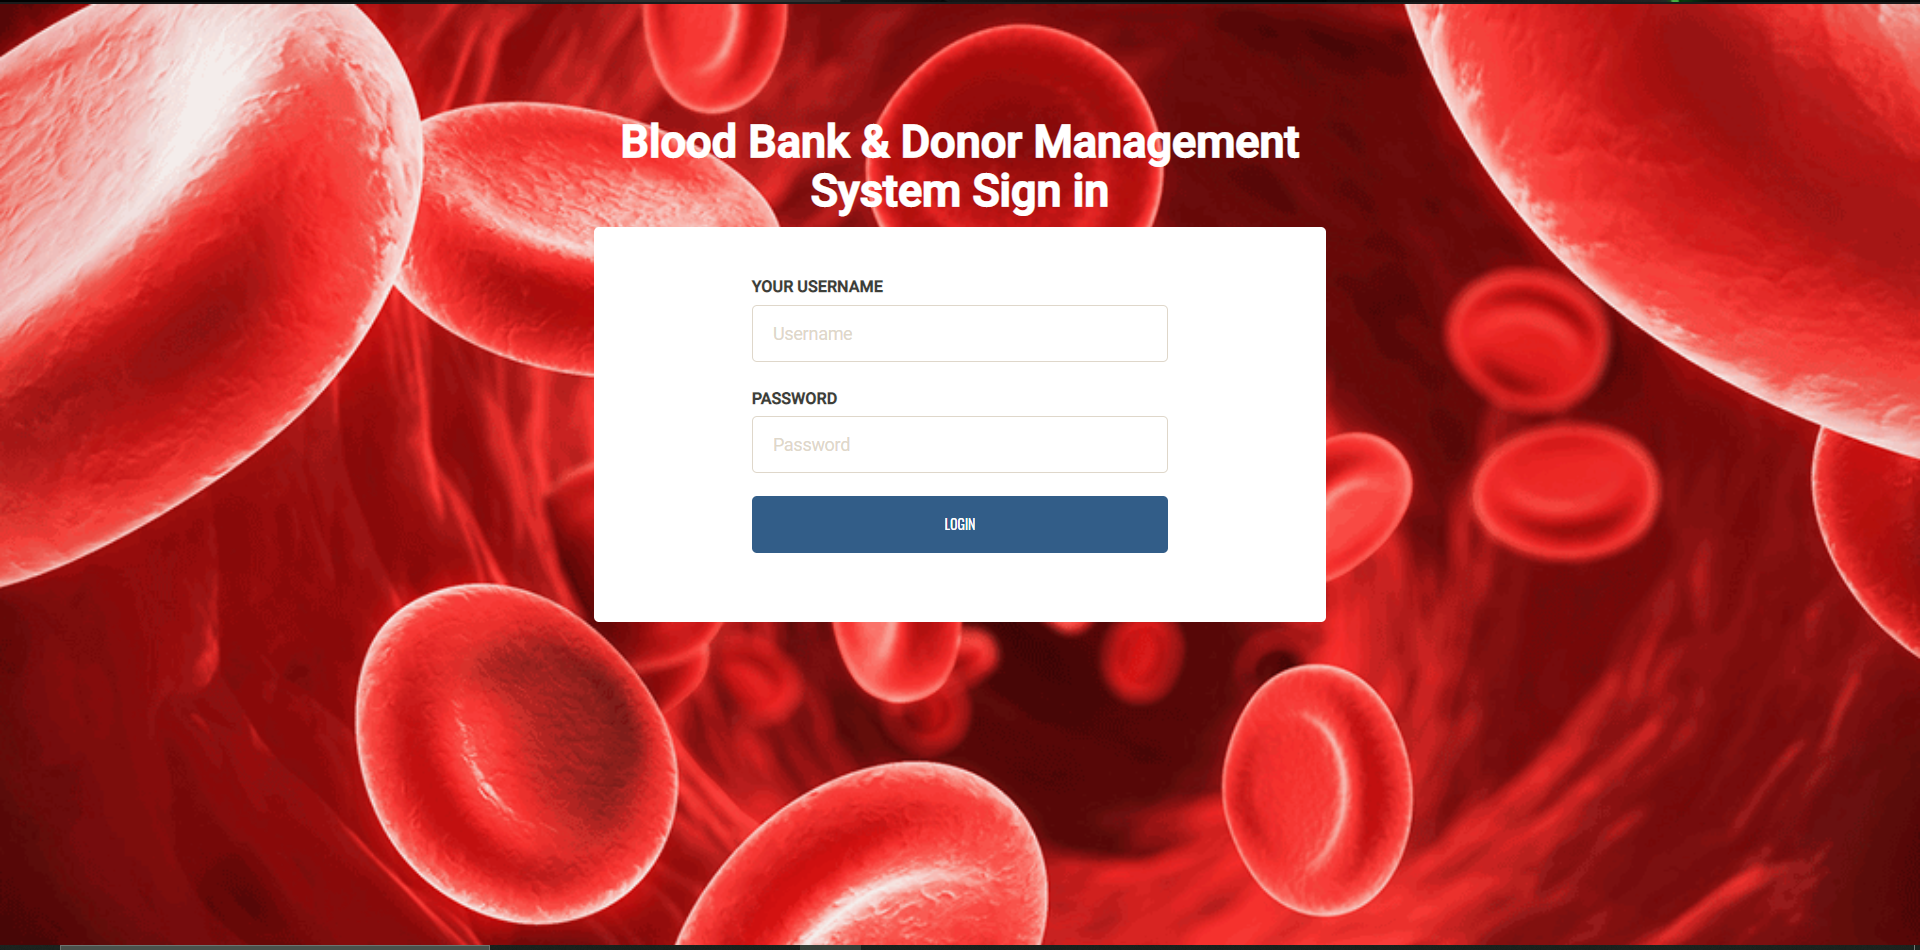 Blood Bank & Donor Management
System Sign in
YOUR USERNAME
Username
PASSWORD
Password
LOGIN